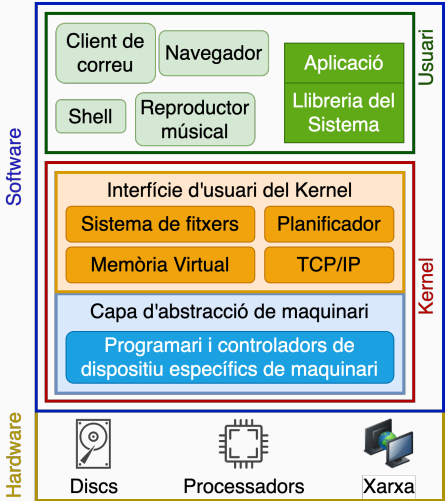 Software
Usuari
Client de
correu
Navegador
Shell
Reproductor
músical
Aplicació
Llibreria del
Sistema
Kernel
Interfície d'usuari del Kernel
Sistema de fitxers
Planificador
Memòria Virtual
TCP/IP
Capa d'abstracció de maquinari
Programari i controladors de
dispositiu específics de maquinari
Hardware
Discs
Processadors
Xarxa